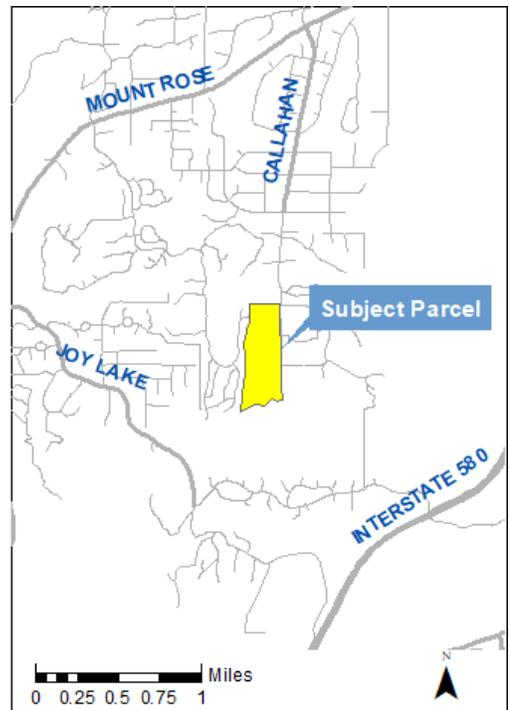 MOUNT ROSE
CALLAHAN
Subject Parcel
JOY LAKE
INTERSTATE 580
N
Miles
0 0.25 0.5 0.75 1